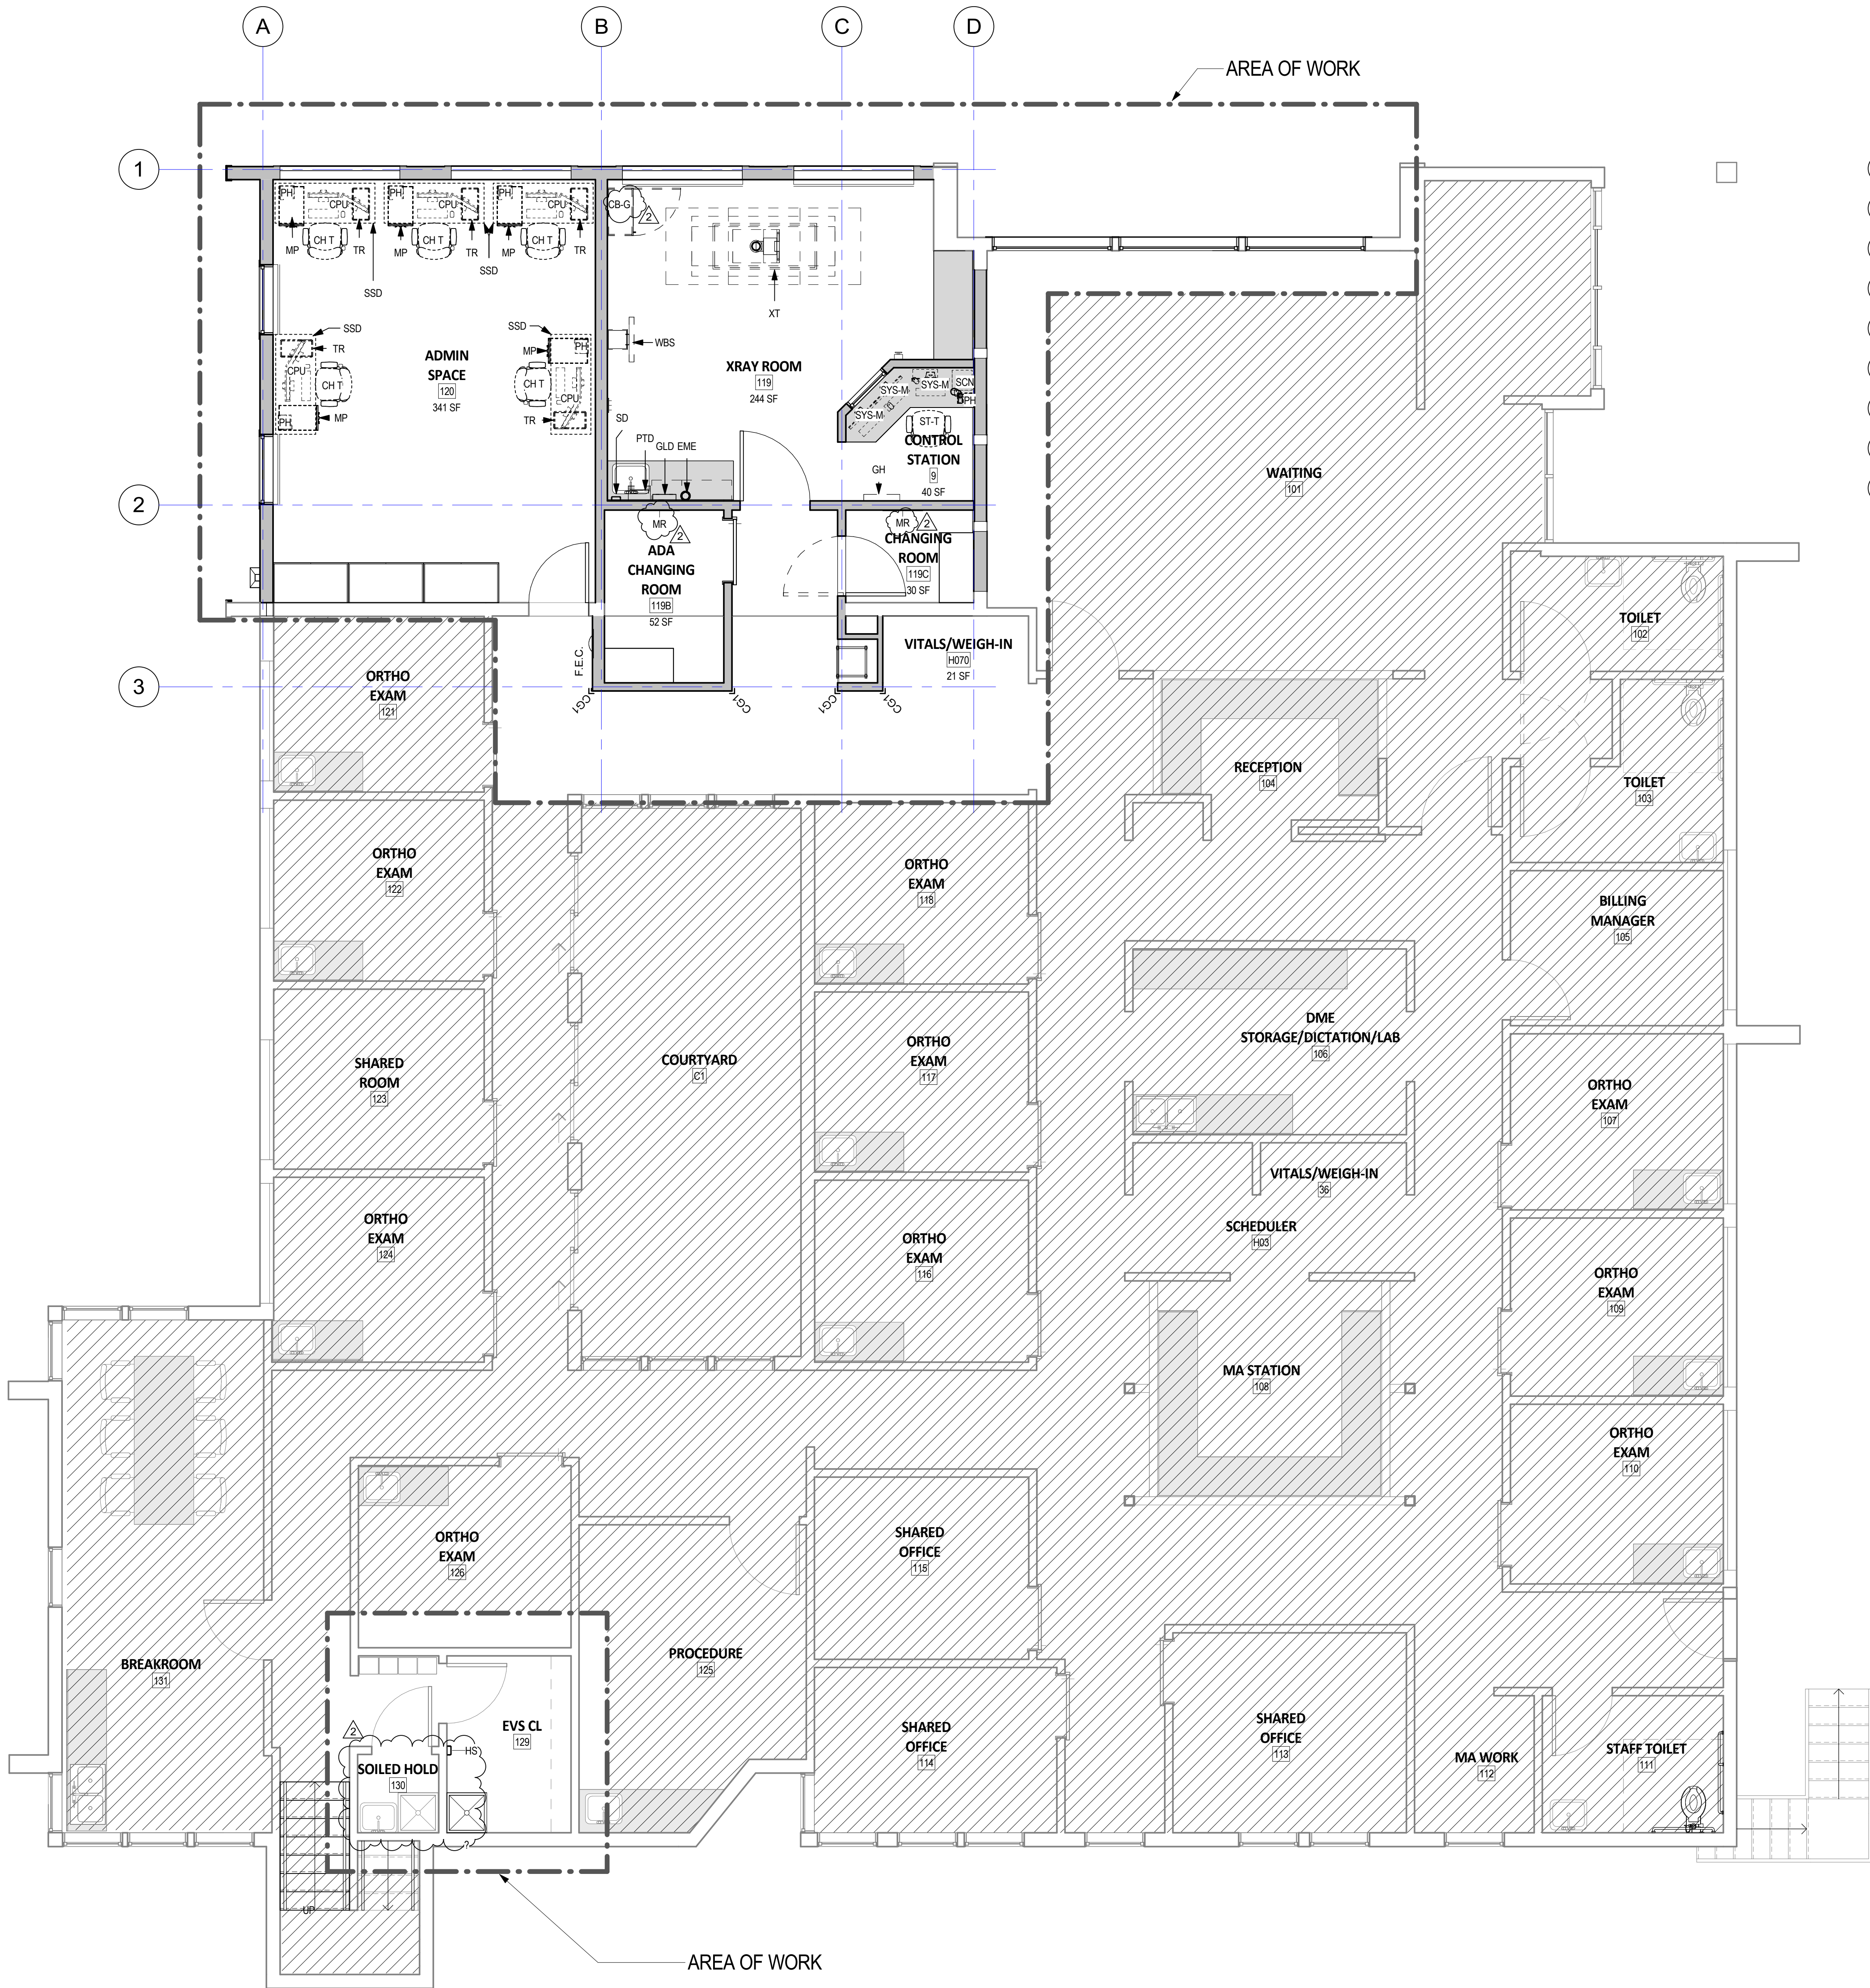 A
B
C
D
AREA OF WORK
1
2
3
PH
CPU
CH T
MP
TR
PH
CPU
CH T
MP
TR
PH
CPU
CH T
MP
TR
SSD
SSD
CB-G
2
XT
WBS
SSD
TR
CPU
CH T
PH
MP
SSD
MP
PH
CH T
CPU
TR
ADMIN
SPACE
120
341 SF
XRAY ROOM
119
244 SF
SYS-M
SYS-M
SYS-M
SCN
PH
ST-T
CONTROL
STATION
9
40 SF
SD
PTD
GLD
EME
GH
MR
2
MR
2
ADA
CHANGING
ROOM
119B
52 SF
CHANGING
ROOM
119C
30 SF
VITALS/WEIGH-IN
H070
21 SF
F.E.C.
CG1
CG1
CG1
CG1
WAITING
101
TOILET
102
TOILET
103
RECEPTION
104
ORTHO
EXAM
121
ORTHO
EXAM
122
ORTHO
EXAM
118
BILLING
MANAGER
105
SHARED
ROOM
123
COURTYARD
C1
ORTHO
EXAM
117
DME
STORAGE/DICTATION/LAB
106
ORTHO
EXAM
107
VITALS/WEIGH-IN
36
ORTHO
EXAM
124
ORTHO
EXAM
116
SCHEDULER
H03
ORTHO
EXAM
109
MA STATION
108
ORTHO
EXAM
110
ORTHO
EXAM
126
SHARED
OFFICE
115
BREAKROOM
131
PROCEDURE
125
EVS CL
129
2
HS
SOILED HOLD
130
?
SHARED
OFFICE
114
SHARED
OFFICE
113
MA WORK
112
STAFF TOILET
111
UP
AREA OF WORK